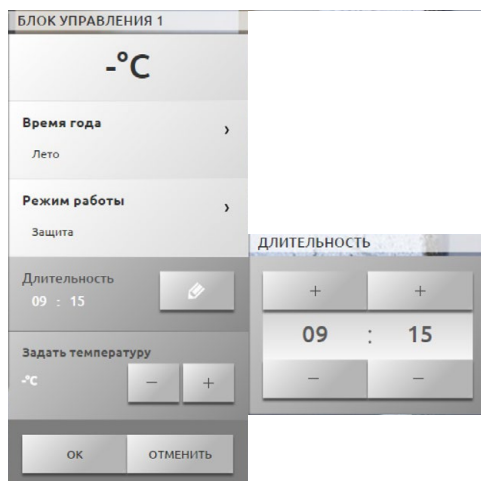 БЛОК УПРАВЛЕНИЯ 1
-°C
Время года
›
Лето
Режим работы
›
Защита
Длительность
09 : 15
Задать температуру
-°C
— +
ОК ОТМЕНИТЬ
ДЛИТЕЛЬНОСТЬ
+ +
09 : 15
— —